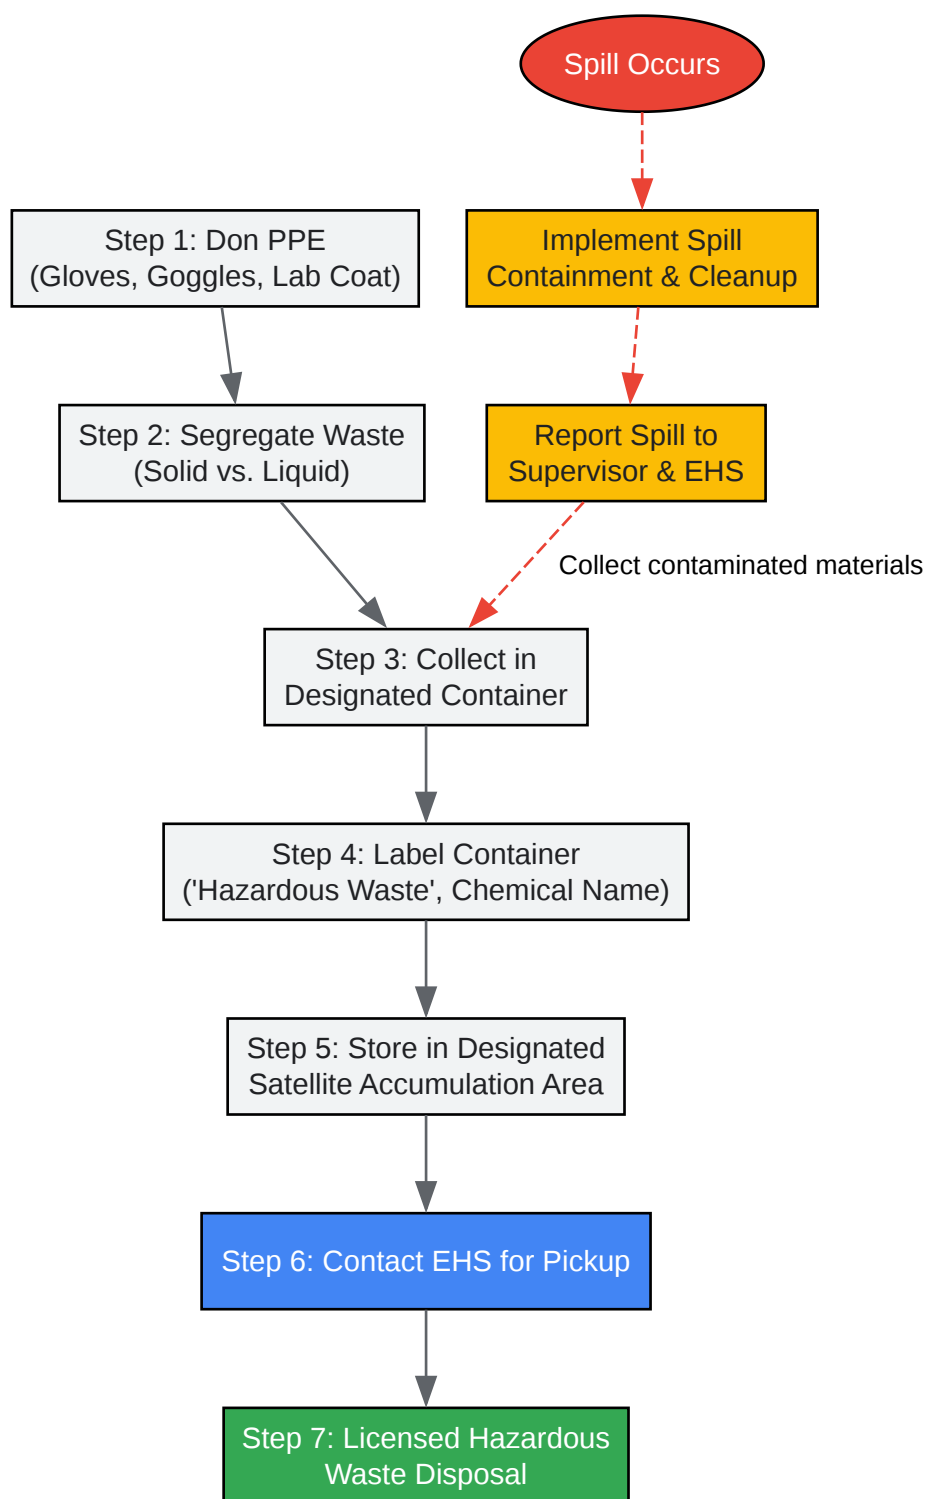 Spill Occurs
Step 1: Don PPE
(Gloves, Goggles, Lab Coat)
Implement Spill
Containment & Cleanup
Step 2: Segregate Waste
(Solid vs. Liquid)
Report Spill to
Supervisor & EHS
Collect contaminated materials
Step 3: Collect in
Designated Container
Step 4: Label Container
('Hazardous Waste', Chemical Name)
Step 5: Store in Designated
Satellite Accumulation Area
Step 6: Contact EHS for Pickup
Step 7: Licensed Hazardous
Waste Disposal